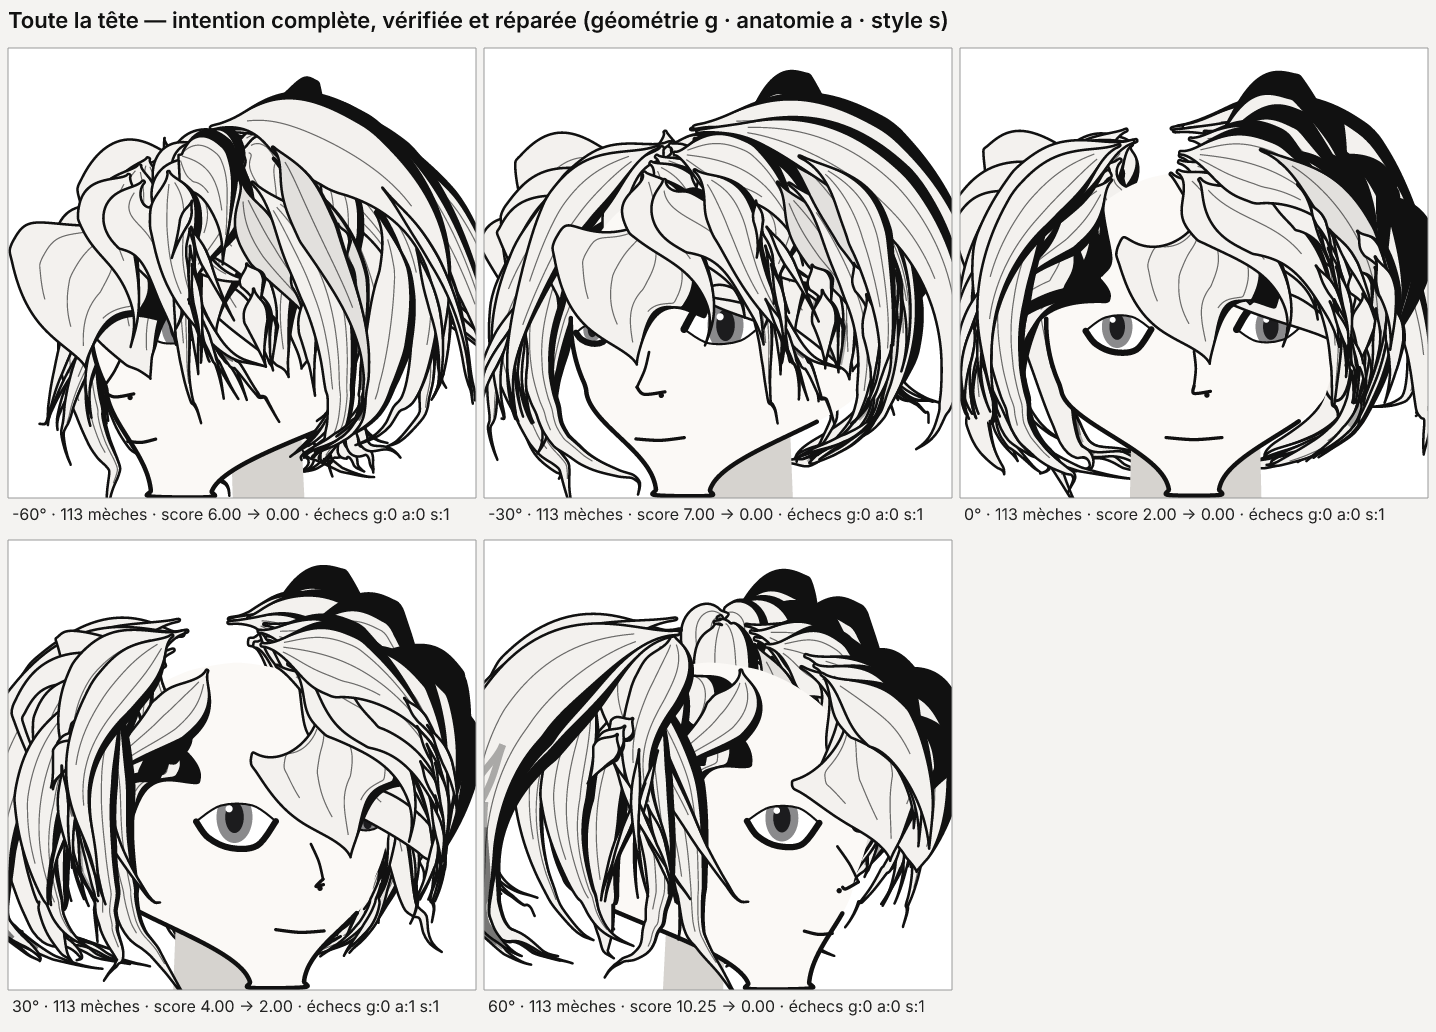 Toute la tête — intention complète, vérifiée et réparée (géométrie g · anatomie a · style s)
-60° · 113 mèches · score 6.00 → 0.00 · échecs g:0 a:0 s:1
-30° · 113 mèches · score 7.00 → 0.00 · échecs g:0 a:0 s:1
0° · 113 mèches · score 2.00 → 0.00 · échecs g:0 a:0 s:1
30° · 113 mèches · score 4.00 → 2.00 · échecs g:0 a:1 s:1
60° · 113 mèches · score 10.25 → 0.00 · échecs g:0 a:0 s:1